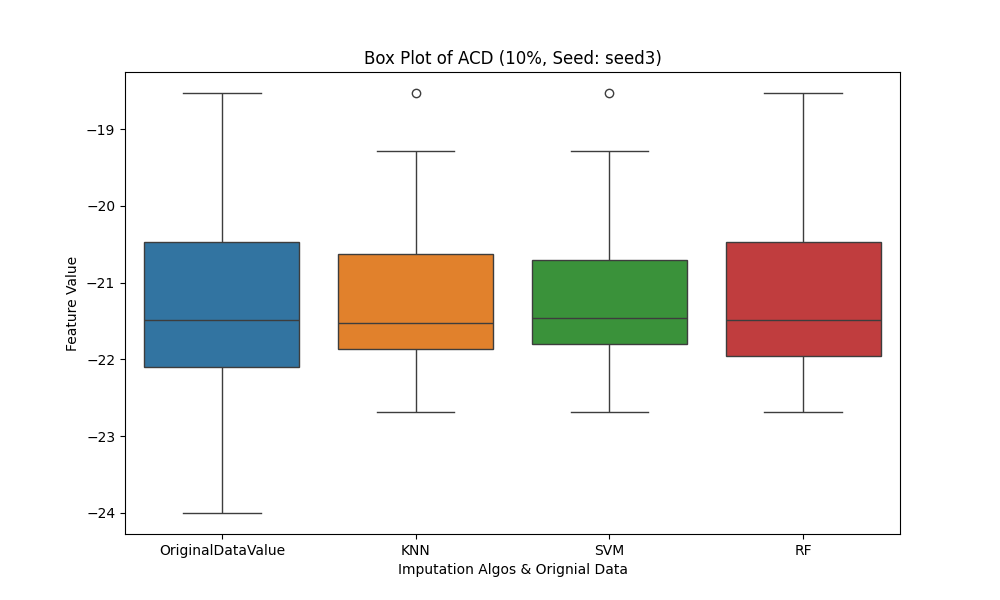 Box Plot of ACD (10%, Seed: seed3)
Feature Value
−19
−20
−21
−22
−23
−24
OriginalDataValue
KNN
SVM
RF
Imputation Algos & Orignial Data